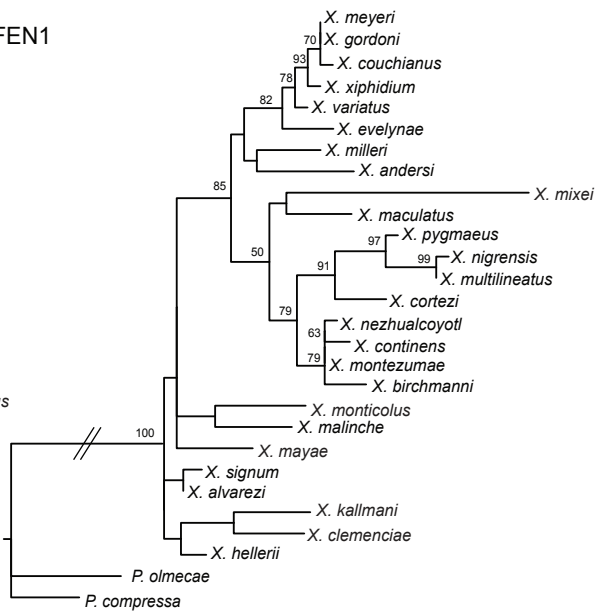 FEN1
X. meyeri
70 X. gordoni
93 X. couchianus
78 X. xiphidium
X. variatus
82
X. evelynae
X. milleri
X. andersi
85
X. mixei
X. maculatus
97 X. pygmaeus
50
99 X. nigrensis
91
X. multilineatus
X. cortezi
79
X. nezhualcoyotl
63
X. continens
79 X. montezumae
X. birchmanni
us
X. monticolus
X. malinche
100
X. mayae
X. signum
X. alvarezi
X. kallmani
X. clemenciae
X. hellerii
P. olmecae
P. compressa